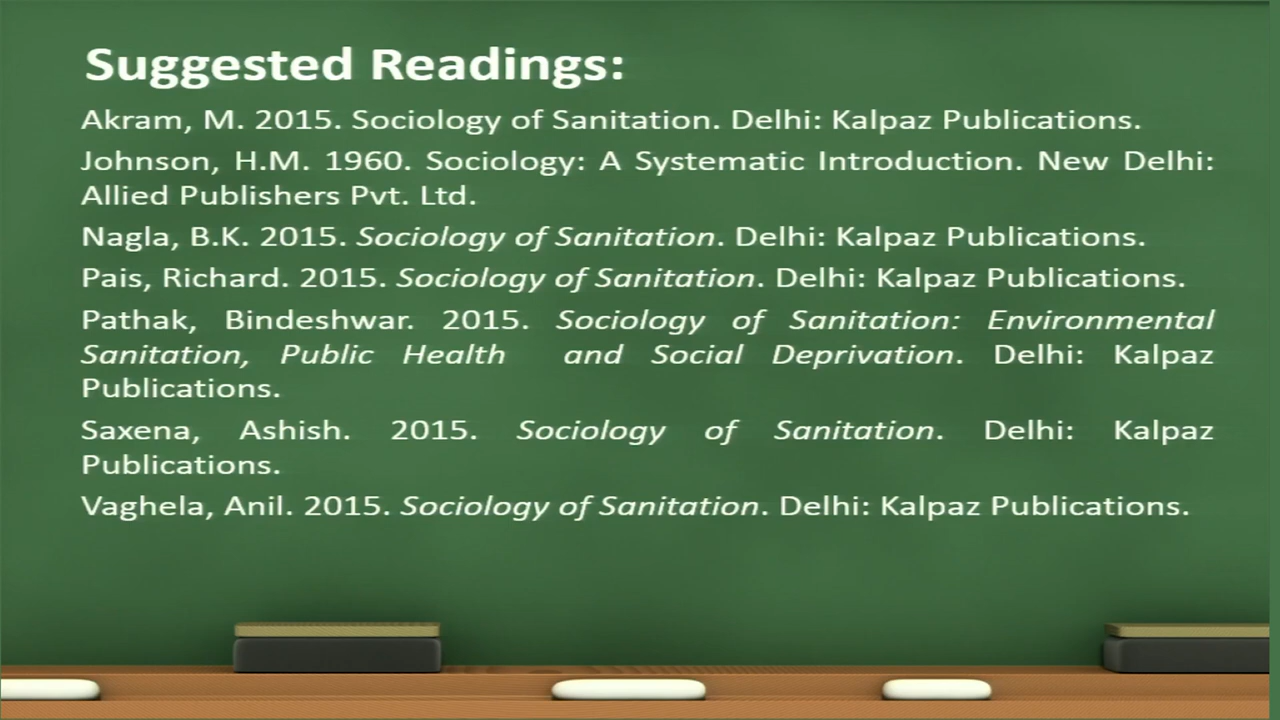 Suggested Readings:
Akram, M. 2015. Sociology of Sanitation. Delhi: Kalpaz Publications.
Johnson, H.M. 1960. Sociology: A Systematic Introduction. New Delhi:
Allied Publishers Pvt. Ltd.
Nagla, B.K. 2015. Sociology of Sanitation. Delhi: Kalpaz Publications.
Pais, Richard. 2015. Sociology of Sanitation. Delhi: Kalpaz Publications.
Pathak, Bindeshwar. 2015. Sociology of Sanitation: Environmental
Sanitation, Public Health and Social Deprivation. Delhi: Kalpaz
Publications.
Saxena, Ashish. 2015. Sociology of Sanitation. Delhi: Kalpaz
Publications.
Vaghela, Anil. 2015. Sociology of Sanitation. Delhi: Kalpaz Publications.